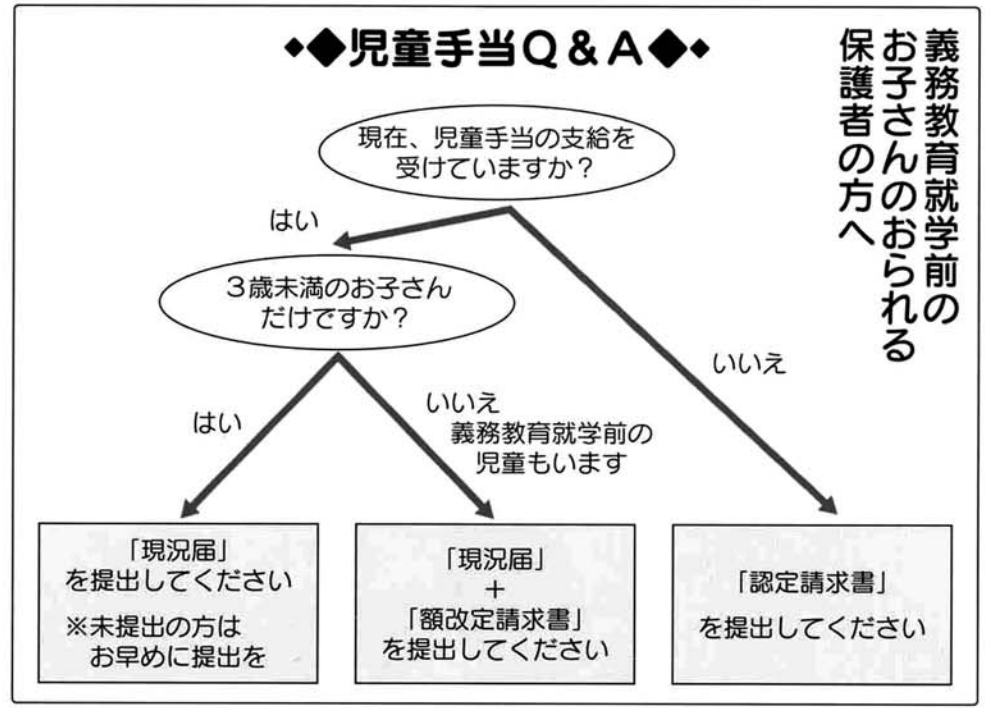 ◆◆児童手当Q&A◆◆
義務教育就学前の
お子さんのおられる
保護者の方へ
現在、児童手当の支給を
受けていますか？
はい
いいえ
３歳未満のお子さん
だけですか？
はい
いいえ
義務教育就学前の
児童もいます
「現況届」
を提出してください
※未提出の方は
お早めに提出を
「現況届」
＋
「額改定請求書」
を提出してください
「認定請求書」
を提出してください